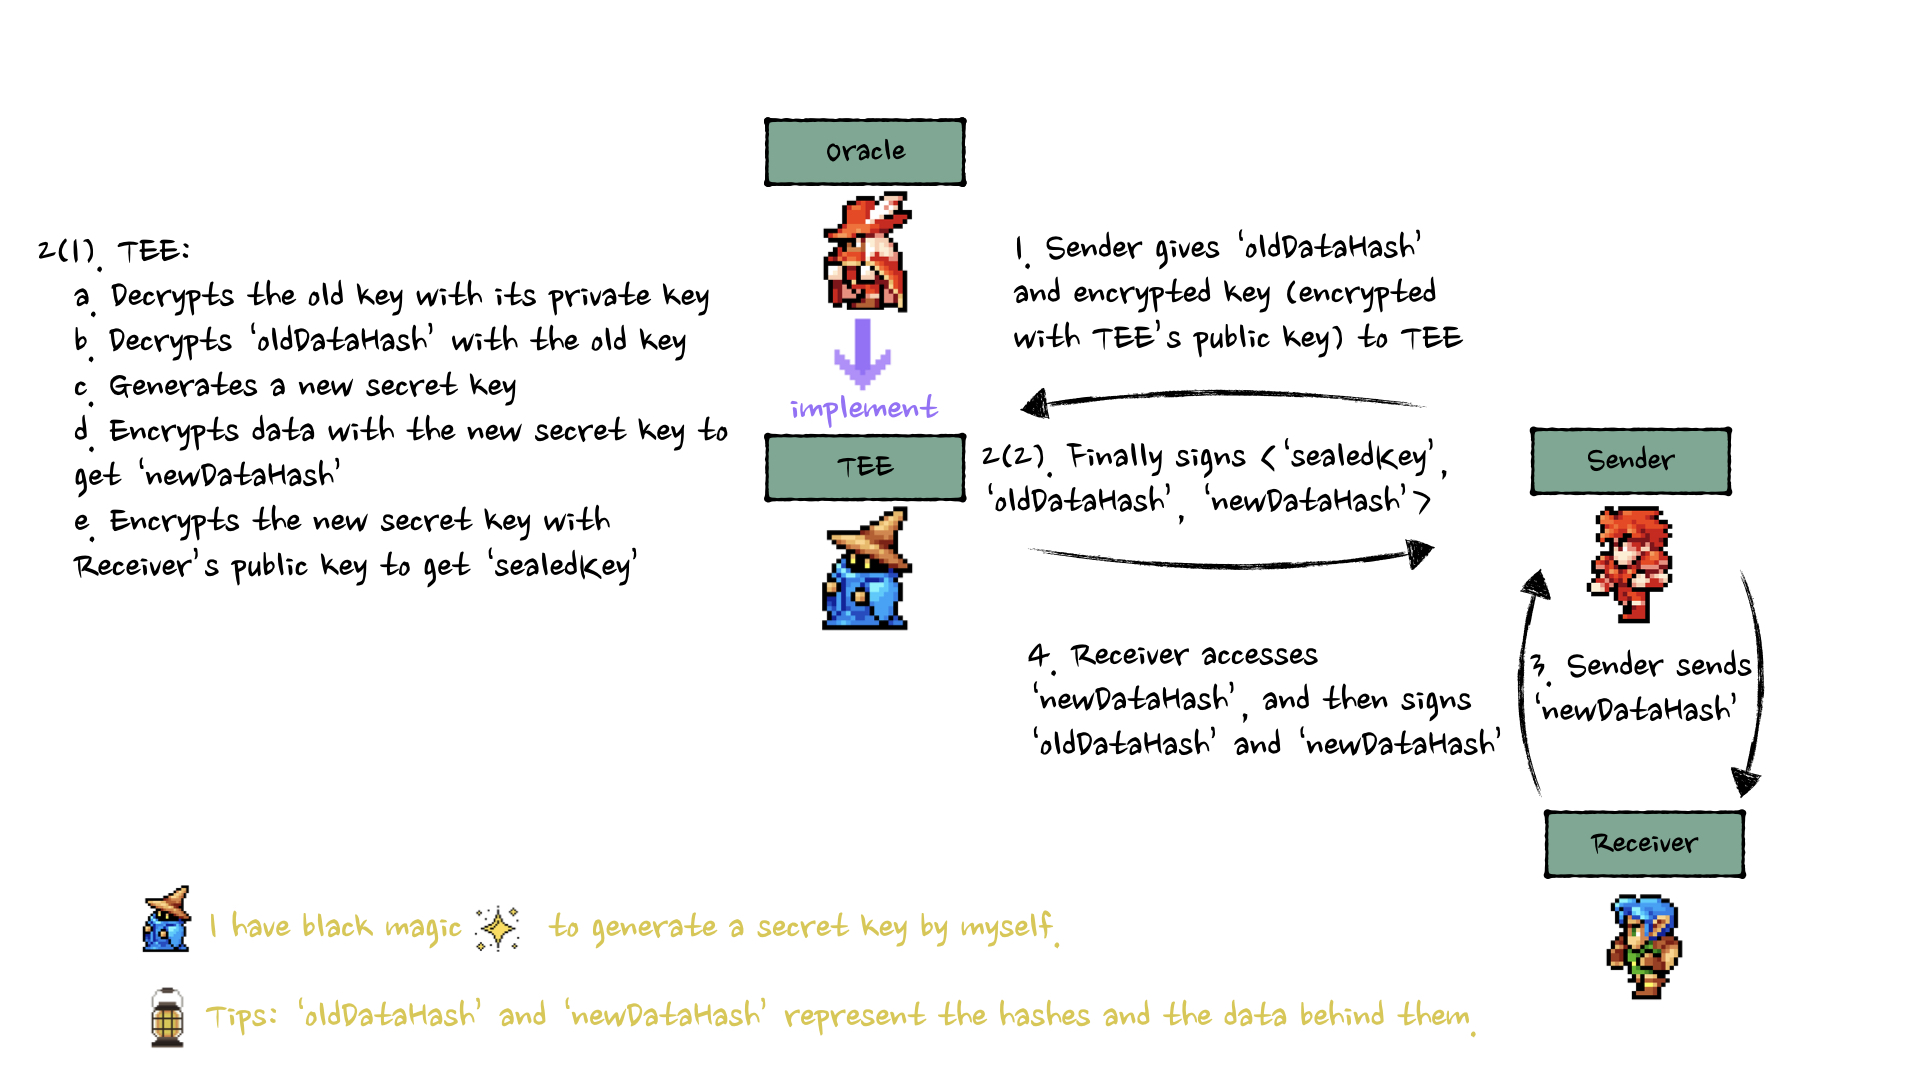 Oracle
implement
TEE
2(1). TEE:
a. Decrypts the old key with its private key
b. Decrypts ‘oldDataHash’ with the old key
c. Generates a new secret key
d. Encrypts data with the new secret key to
get ‘newDataHash’
e. Encrypts the new secret key with
Receiver’s public key to get ‘sealedKey’
1. Sender gives ‘oldDataHash’
and encrypted key (encrypted
with TEE’s public key) to TEE
2(2). Finally signs <‘sealedKey’,
‘oldDataHash’, ‘newDataHash’>
Sender
3. Sender sends
‘newDataHash’
4. Receiver accesses
‘newDataHash’, and then signs
‘oldDataHash’ and ‘newDataHash’
Receiver
I have black magic to generate a secret key by myself.
Tips: ‘oldDataHash’ and ‘newDataHash’ represent the hashes and the data behind them.